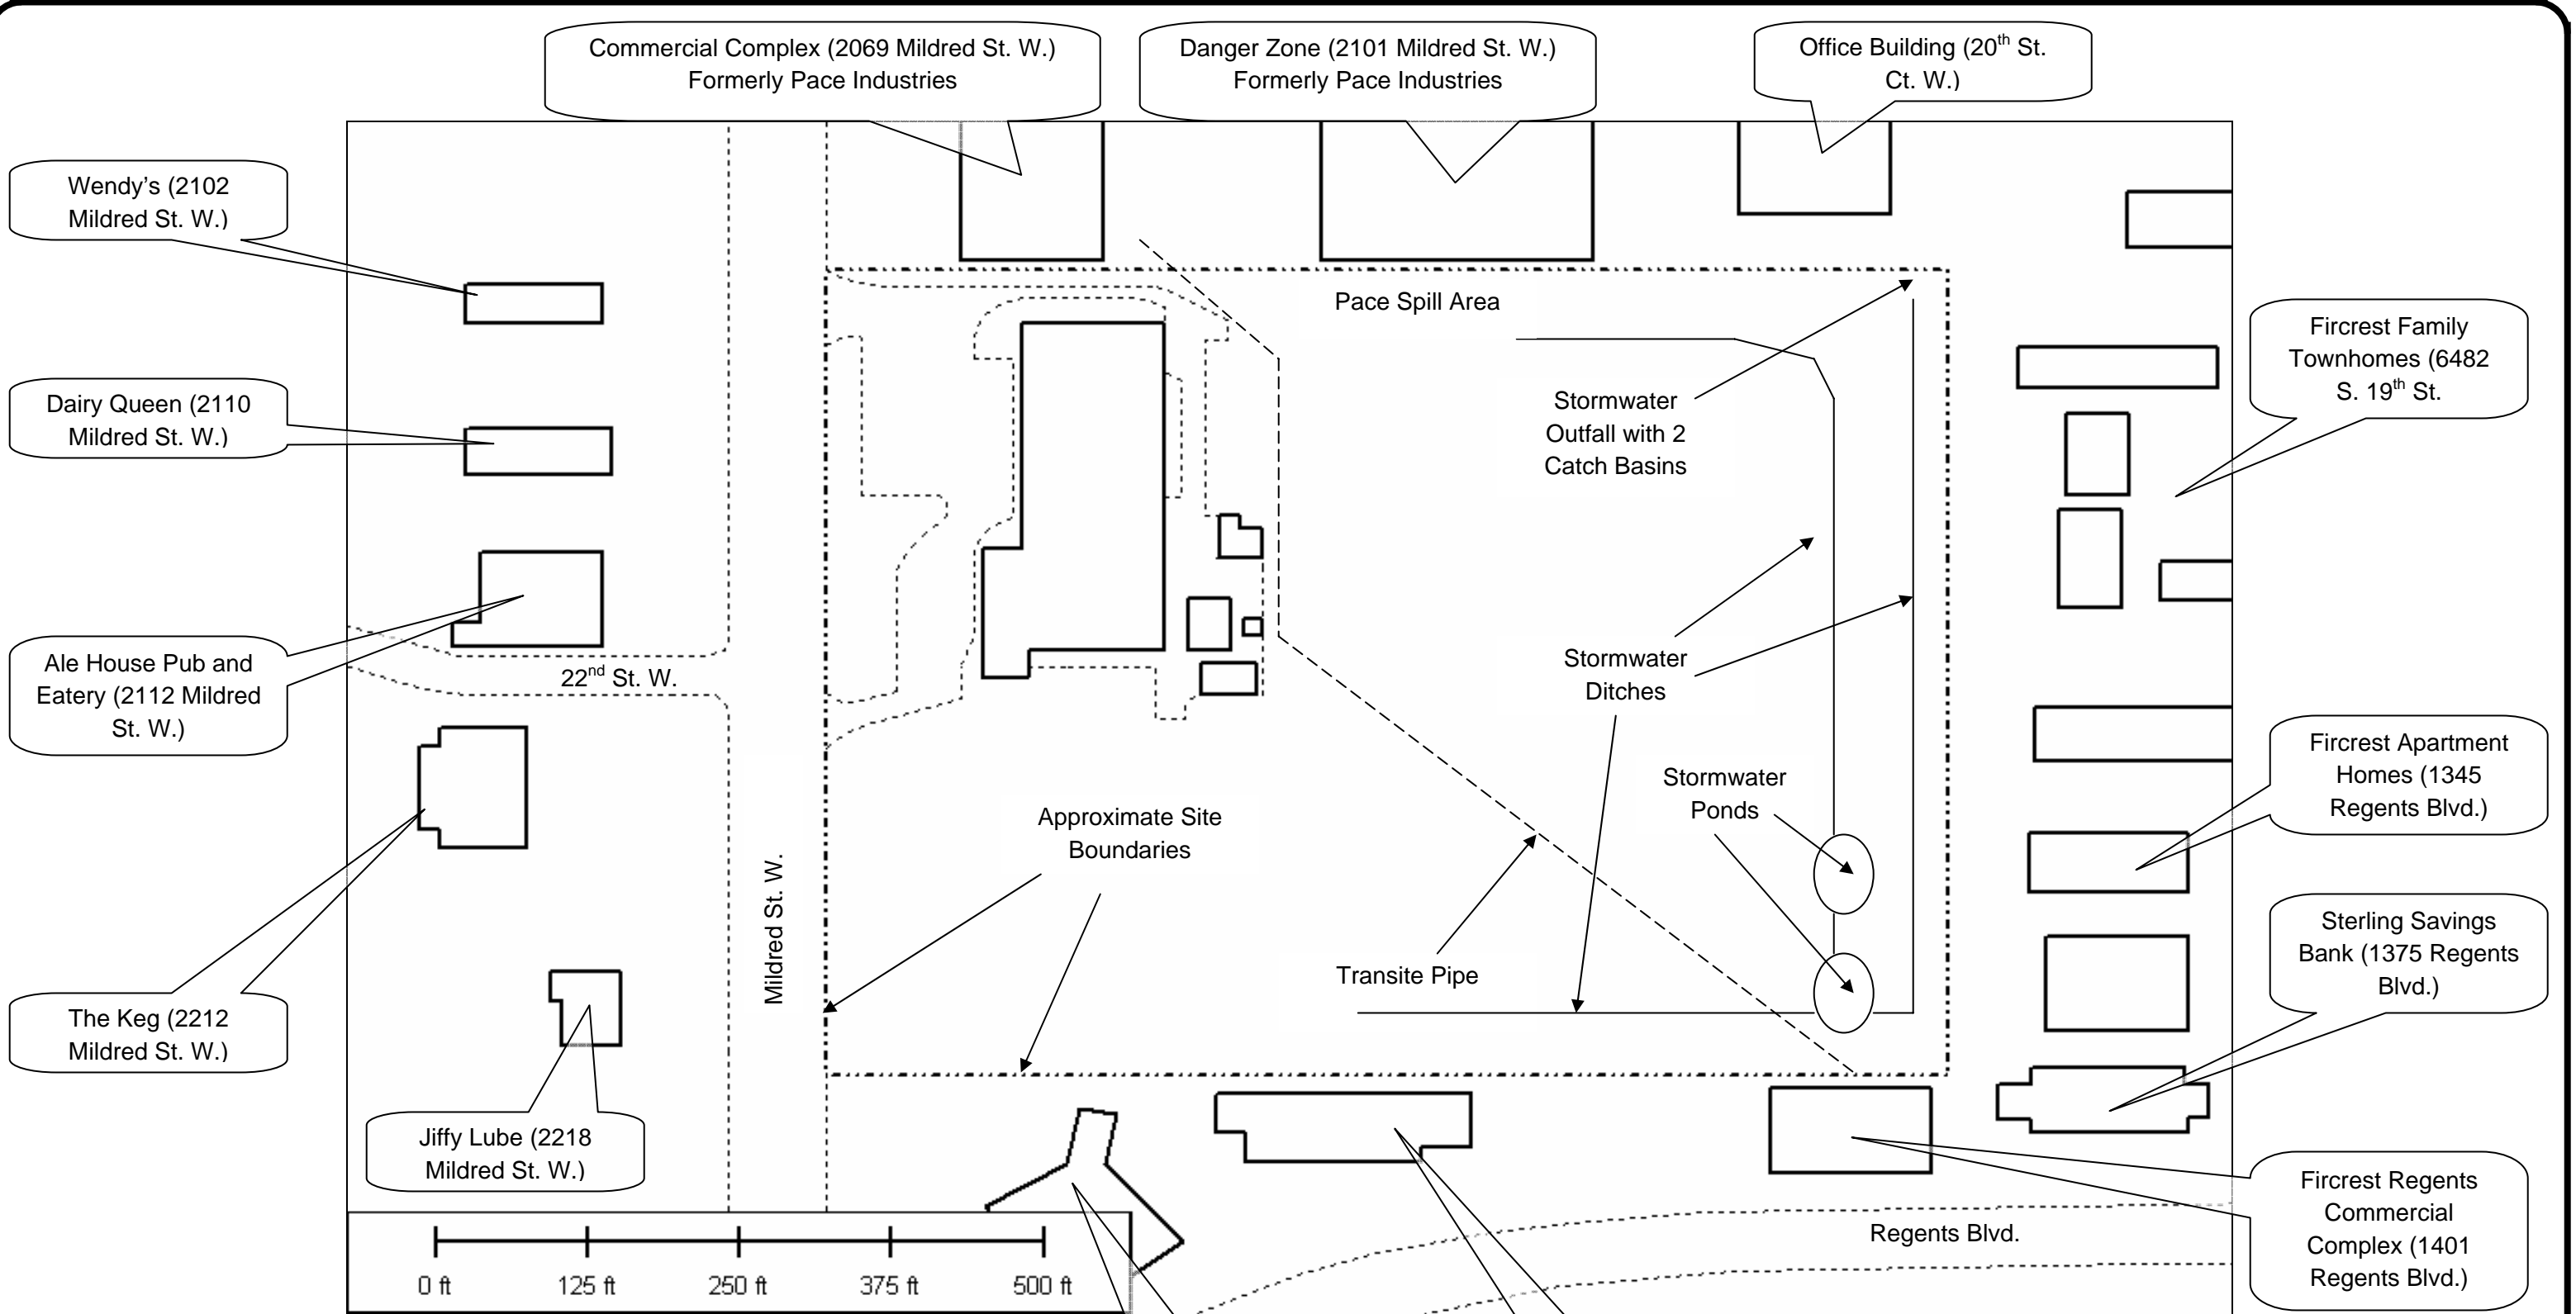 Commercial Complex (2069 Mildred St. W.)
Formerly Pace Industries
Danger Zone (2101 Mildred St. W.)
Formerly Pace Industries
Office Building (20th St.
Ct. W.)
Wendy's (2102
Mildred St. W.)
Pace Spill Area
Fircrest Family
Townhomes (6482
S. 19th St.
Dairy Queen (2110
Mildred St. W.)
Stormwater
Outfall with 2
Catch Basins
Ale House Pub and
Eatery (2112 Mildred
St. W.)
22nd St. W.
Stormwater
Ditches
Stormwater
Ponds
Fircrest Apartment
Homes (1345
Regents Blvd.)
Approximate Site
Boundaries
Mildred St. W.
Transite Pipe
Sterling Savings
Bank (1375 Regents
Blvd.)
The Keg (2212
Mildred St. W.)
Jiffy Lube (2218
Mildred St. W.)
Fircrest Regents
Commercial
Complex (1401
Regents Blvd.)
Regents Blvd.
0 ft 125 ft 250 ft 375 ft 500 ft